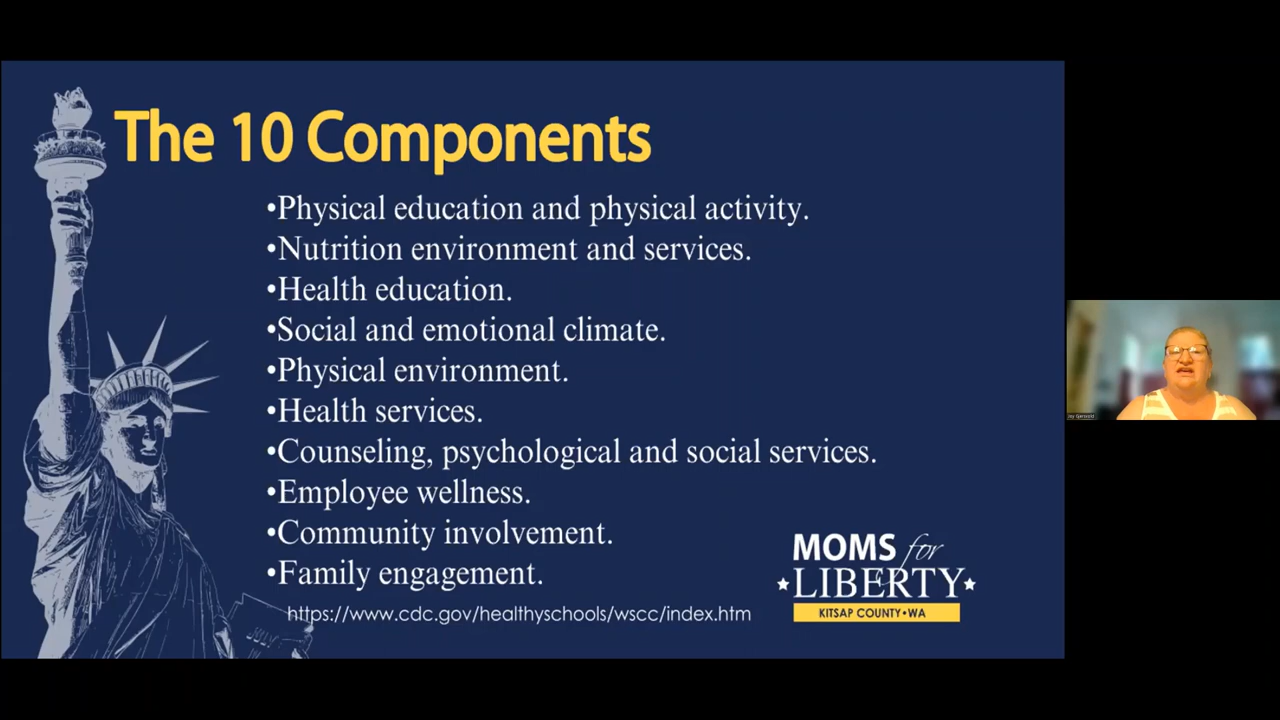 The 10 Components
•Physical education and physical activity.
•Nutrition environment and services.
•Health education.
•Social and emotional climate.
•Physical environment.
•Health services.
•Counseling, psychological and social services.
•Employee wellness.
•Community involvement.
•Family engagement.
https://www.cdc.gov/healthyschools/wscc/index.htm
MOMS for
LIBERTY
KITSAP COUNTY•WA